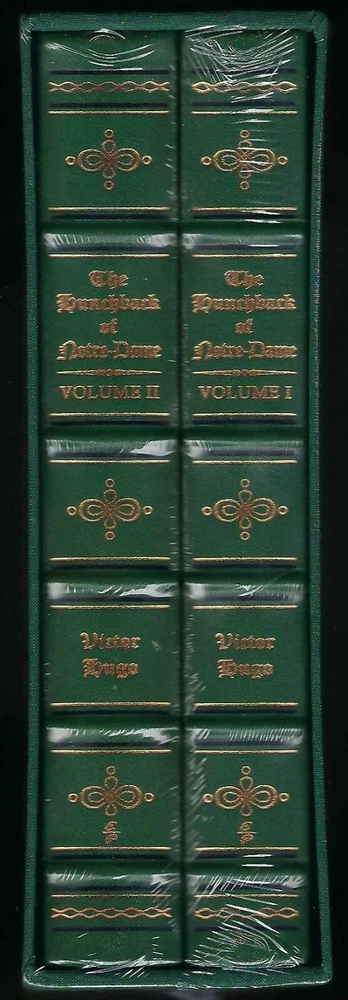 The
Hunchback
of
Notre-Dame
VOLUME II
Victor
Hugo
The
Hunchback
of
Notre-Dame
VOLUME I
Victor
Hugo